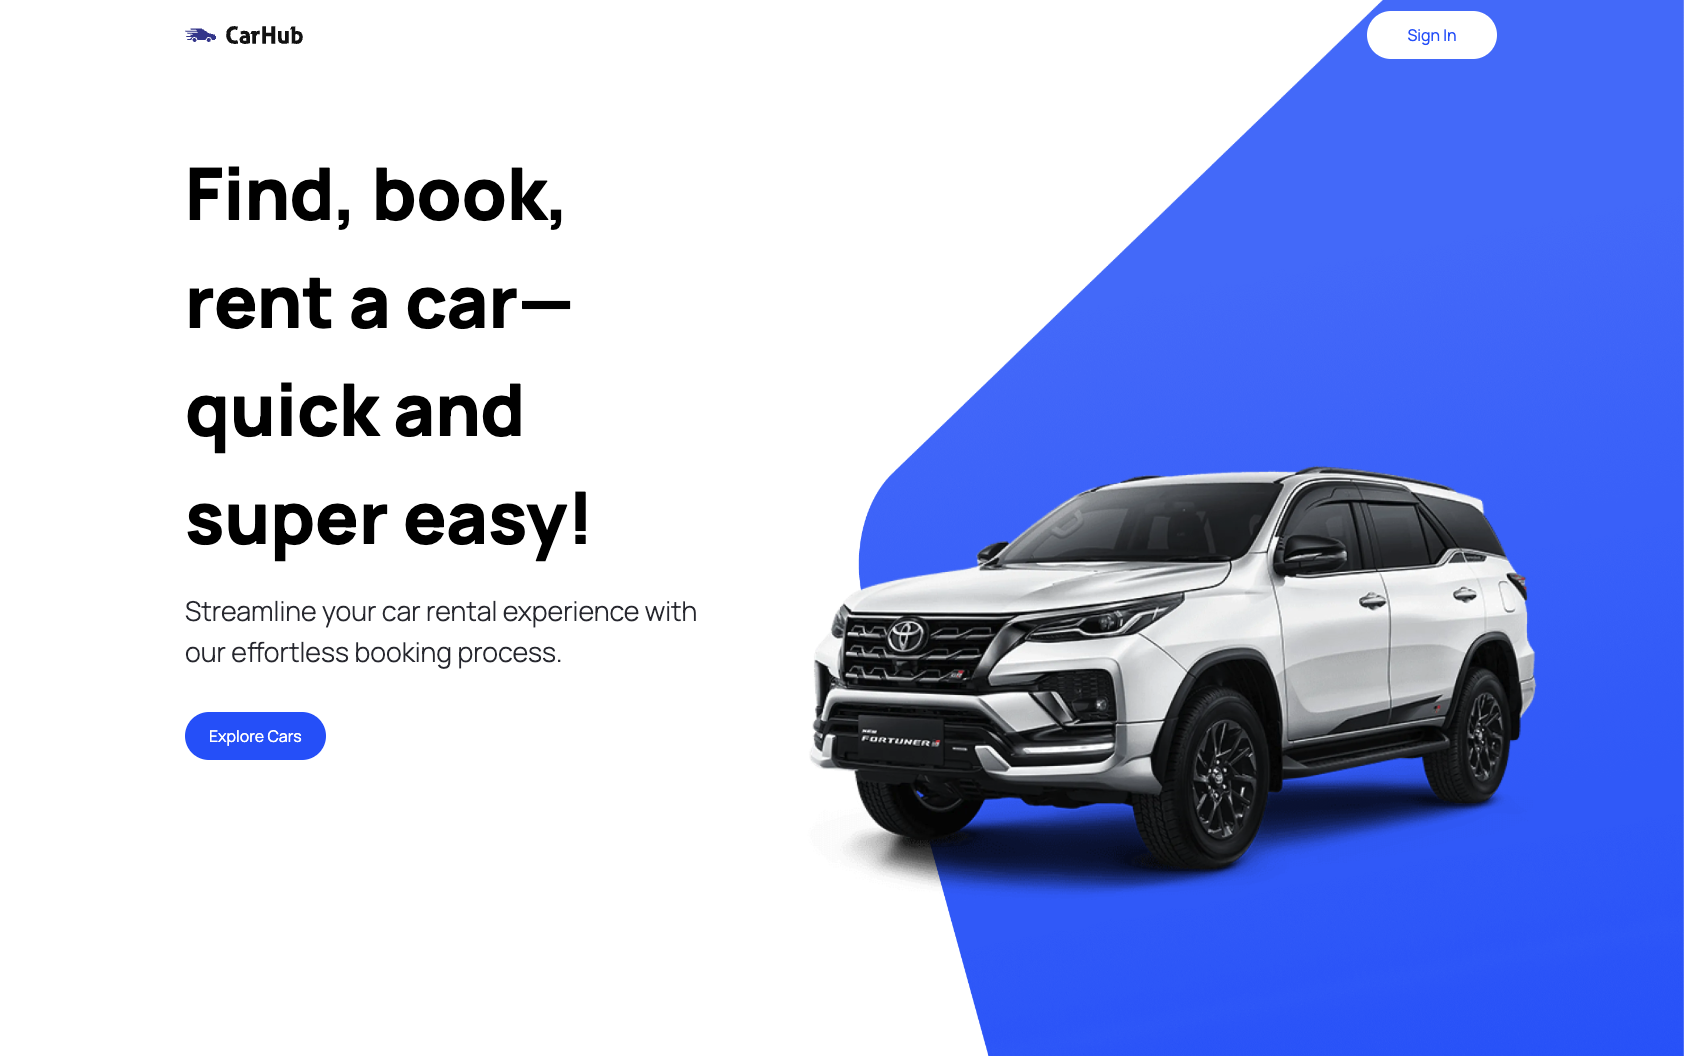 CarHub
Sign In
Find, book,
rent a car—
quick and
super easy!
Streamline your car rental experience with
our effortless booking process.
Explore Cars
NEW
FORTUNER